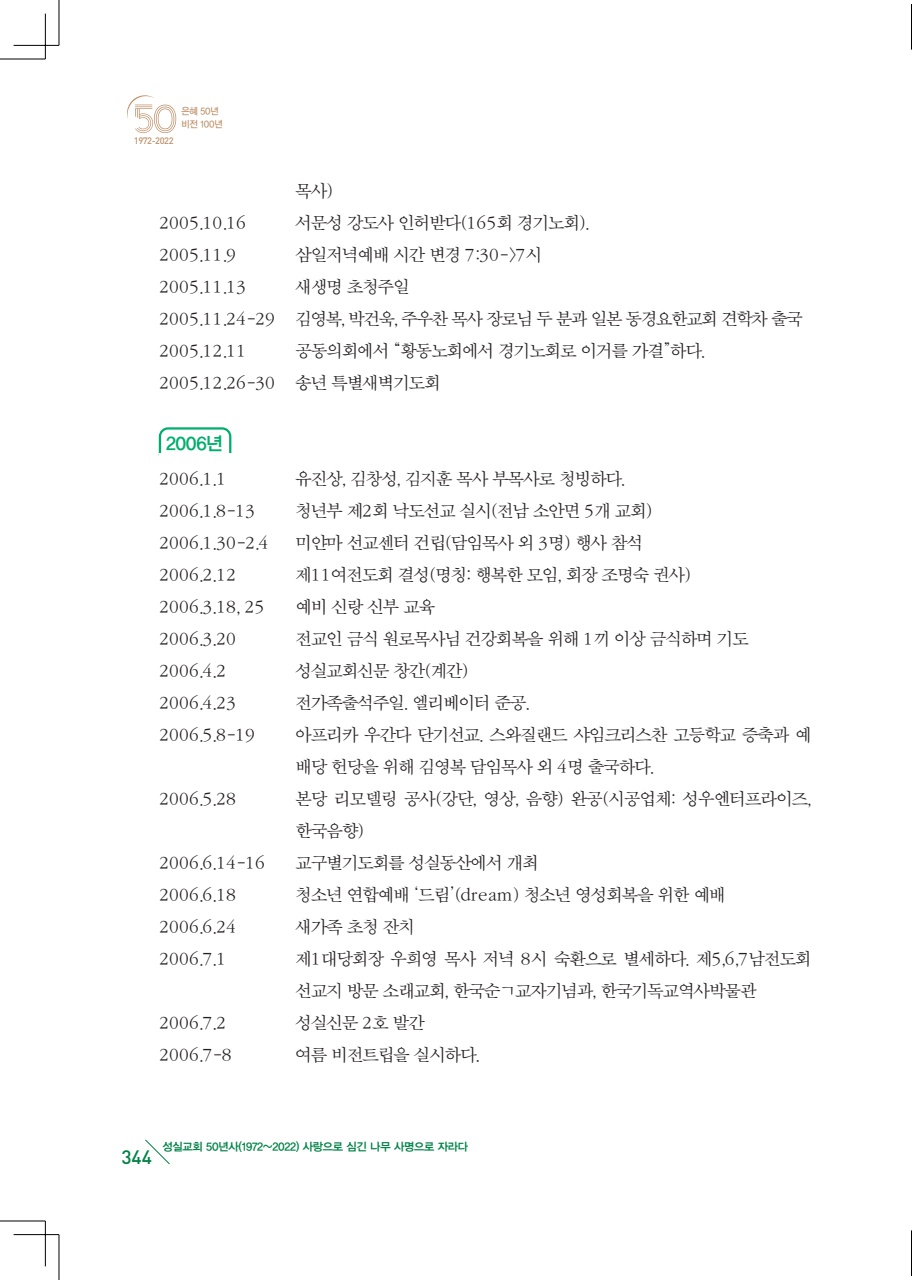 50 은혜 50년
비전 100년
1972-2022
목사)
2005.10.16 서문성 강도사 인허받다(165회 경기노회).
2005.11.9 삼일저녁예배 시간 변경 7:30->7시
2005.11.13 새생명 초청주일
2005.11.24-29 김영복, 박건욱, 주우찬 목사 장로님 두 분과 일본 동경요한교회 견학차 출국
2005.12.11 공동의회에서 “황동노회에서 경기노회로 이거를 가결”하다.
2005.12.26-30 송년 특별새벽기도회
2006년
2006.1.1 유진상, 김창성, 김지훈 목사 부목사로 청빙하다.
2006.1.8-13 청년부 제2회 낙도선교 실시(전남 소안면 5개 교회)
2006.1.30-2.4 미얀마 선교센터 건립(담임목사 외 3명) 행사 참석
2006.2.12 제11여전도회 결성(명칭: 행복한 모임, 회장 조명숙 권사)
2006.3.18, 25 예비 신랑 신부 교육
2006.3.20 전교인 금식 원로목사님 건강회복을 위해 1끼 이상 금식하며 기도
2006.4.2 성실교회신문 창간(계간)
2006.4.23 전가족출석주일. 엘리베이터 준공.
2006.5.8-19 아프리카 우간다 단기선교. 스와질랜드 샤임크리스찬 고등학교 증축과 예
배당 헌당을 위해 김영복 담임목사 외 4명 출국하다.
2006.5.28 본당 리모델링 공사(강단, 영상, 음향) 완공(시공업체: 성우엔터프라이즈,
한국음향)
2006.6.14-16 교구별기도회를 성실동산에서 개최
2006.6.18 청소년 연합예배 ‘드림’(dream) 청소년 영성회복을 위한 예배
2006.6.24 새가족 초청 잔치
2006.7.1 제1대당회장 우희영 목사 저녁 8시 숙환으로 별세하다. 제5,6,7남전도회
선교지 방문 소래교회, 한국순ㄱ교자기념과, 한국기독교역사박물관
2006.7.2 성실신문 2호 발간
2006.7-8 여름 비전트립을 실시하다.
344 성실교회 50년사(1972~2022) 사랑으로 심긴 나무 사명으로 자라다